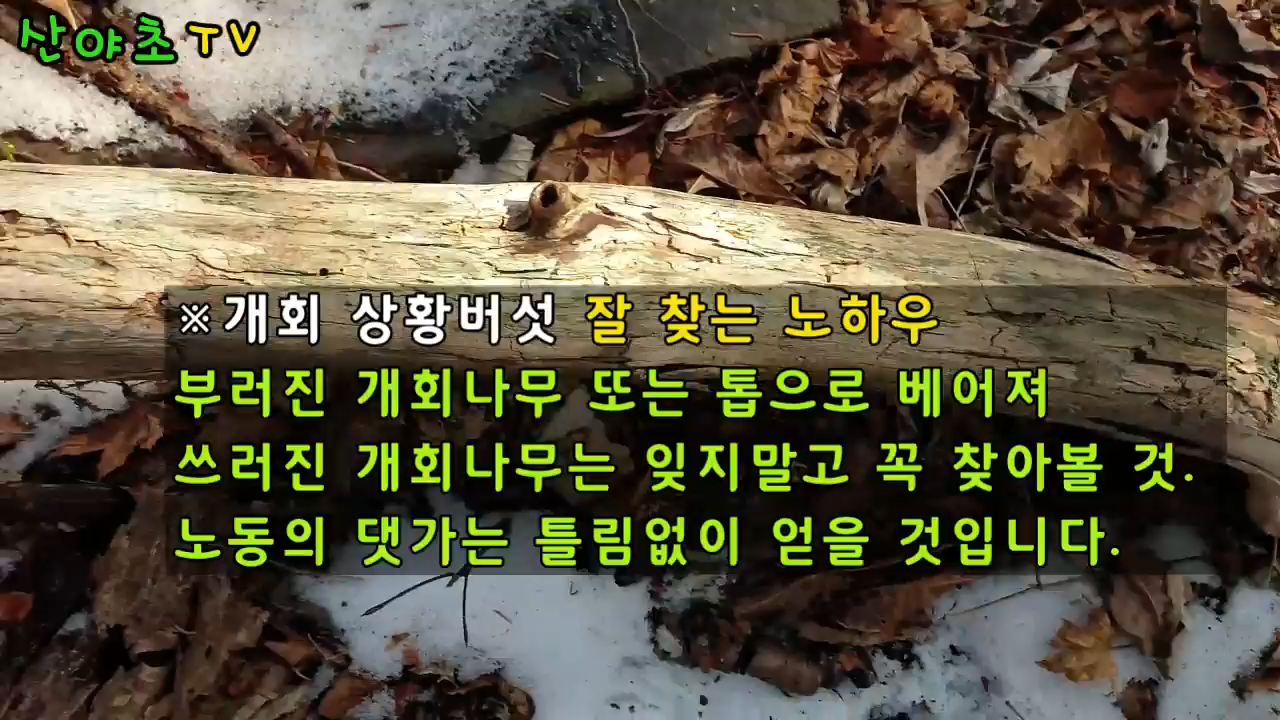 산야초TV
※개회 상황버섯 잘 찾는 노하우
부러진 개회나무 또는 톱으로 베어져
쓰러진 개회나무는 잊지말고 꼭 찾아볼 것.
노동의 댓가는 틀림없이 얻을 것입니다.